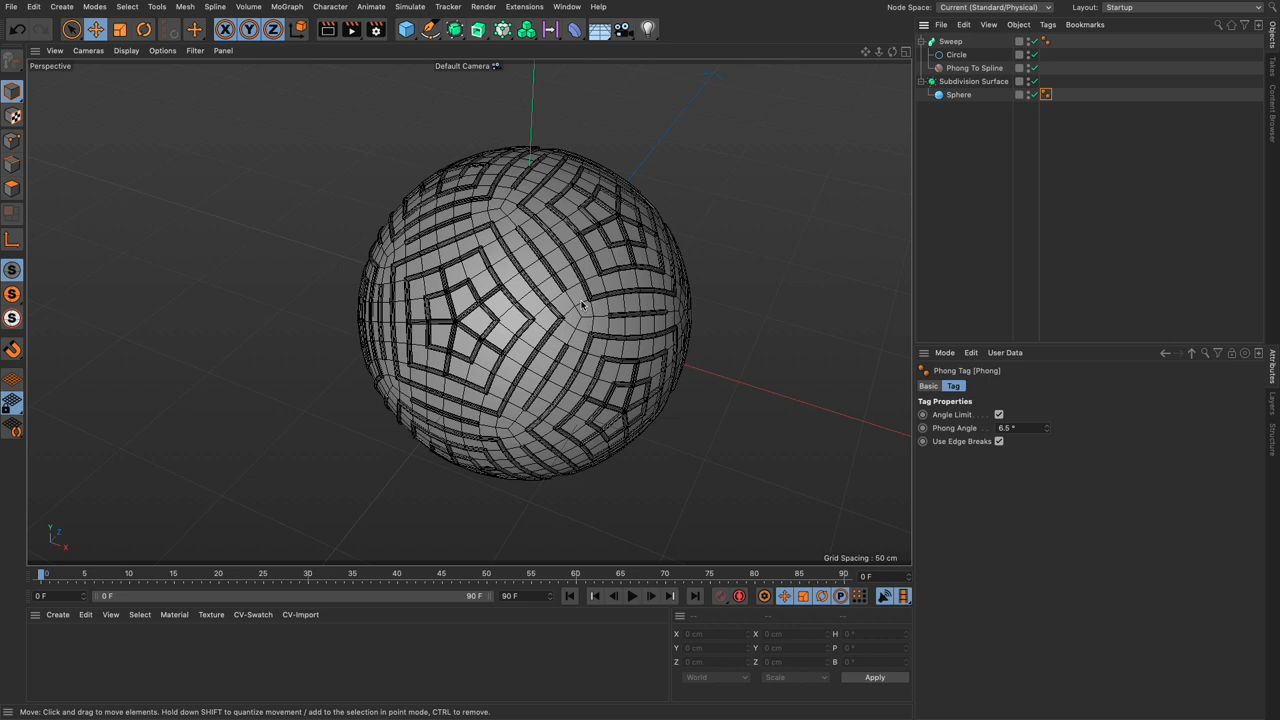 File Edit Create Modes Select Tools Mesh Spline Volume MoGraph Character Animate Simulate Tracker Render Extensions Window Help Node Space: Current (Standard/Physical) Layout: Startup
X Y Z
File Edit View Object Tags Bookmarks
View Cameras Display Options Filter Panel
Perspective
Default Camera
Sweep
Circle
Phong To Spline
Subdivision Surface
Sphere
Objects
Takes
Content Browser
Mode Edit User Data
Phong Tag [Phong]
Basic Tag
Tag Properties
Angle Limit . . . .
Phong Angle . . 6.5 °
Use Edge Breaks
Attributes
Layers
Structure
S
S
S
Y
Z
X
Grid Spacing : 50 cm
0 5 10 15 20 25 30 35 40 45 50 55 60 65 70 75 80 85 90 0 F
0 F 0 F 90 F 90 F P
Create Edit View Select Material Texture CV-Swatch CV-Import
-- -- --
X 0 cm X 0 cm H 0 °
Y 0 cm Y 0 cm P 0 °
Z 0 cm Z 0 cm B 0 °
World Scale Apply
Move: Click and drag to move elements. Hold down SHIFT to quantize movement / add to the selection in point mode, CTRL to remove.